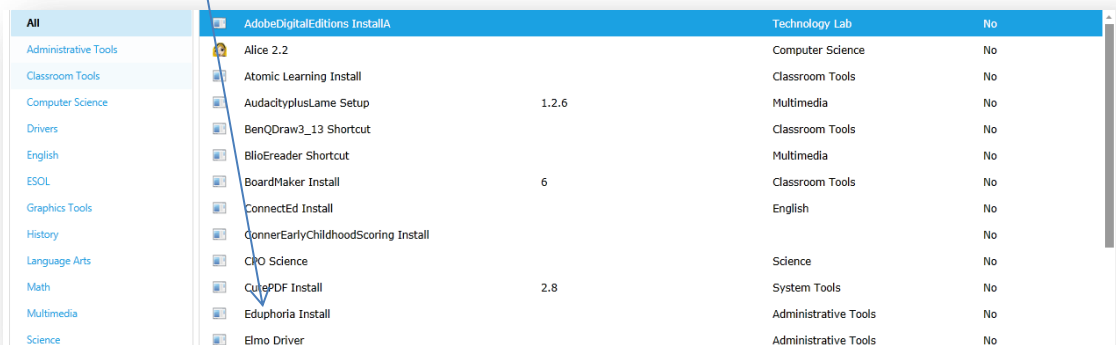 All
Administrative Tools
Classroom Tools
Computer Science
Drivers
English
ESOL
Graphics Tools
History
Language Arts
Math
Multimedia
Science
AdobeDigitalEditions InstallA Technology Lab No
Alice 2.2 Computer Science No
Atomic Learning Install Classroom Tools No
AudacityplusLame Setup 1.2.6 Multimedia No
BenQDraw3_13 Shortcut Classroom Tools No
BlioEreader Shortcut Multimedia No
BoardMaker Install 6 Classroom Tools No
ConnectEd Install English No
ConnerEarlyChildhoodScoring Install No
CPO Science Science No
CutePDF Install 2.8 System Tools No
Eduphoria Install Administrative Tools No
Elmo Driver Administrative Tools No